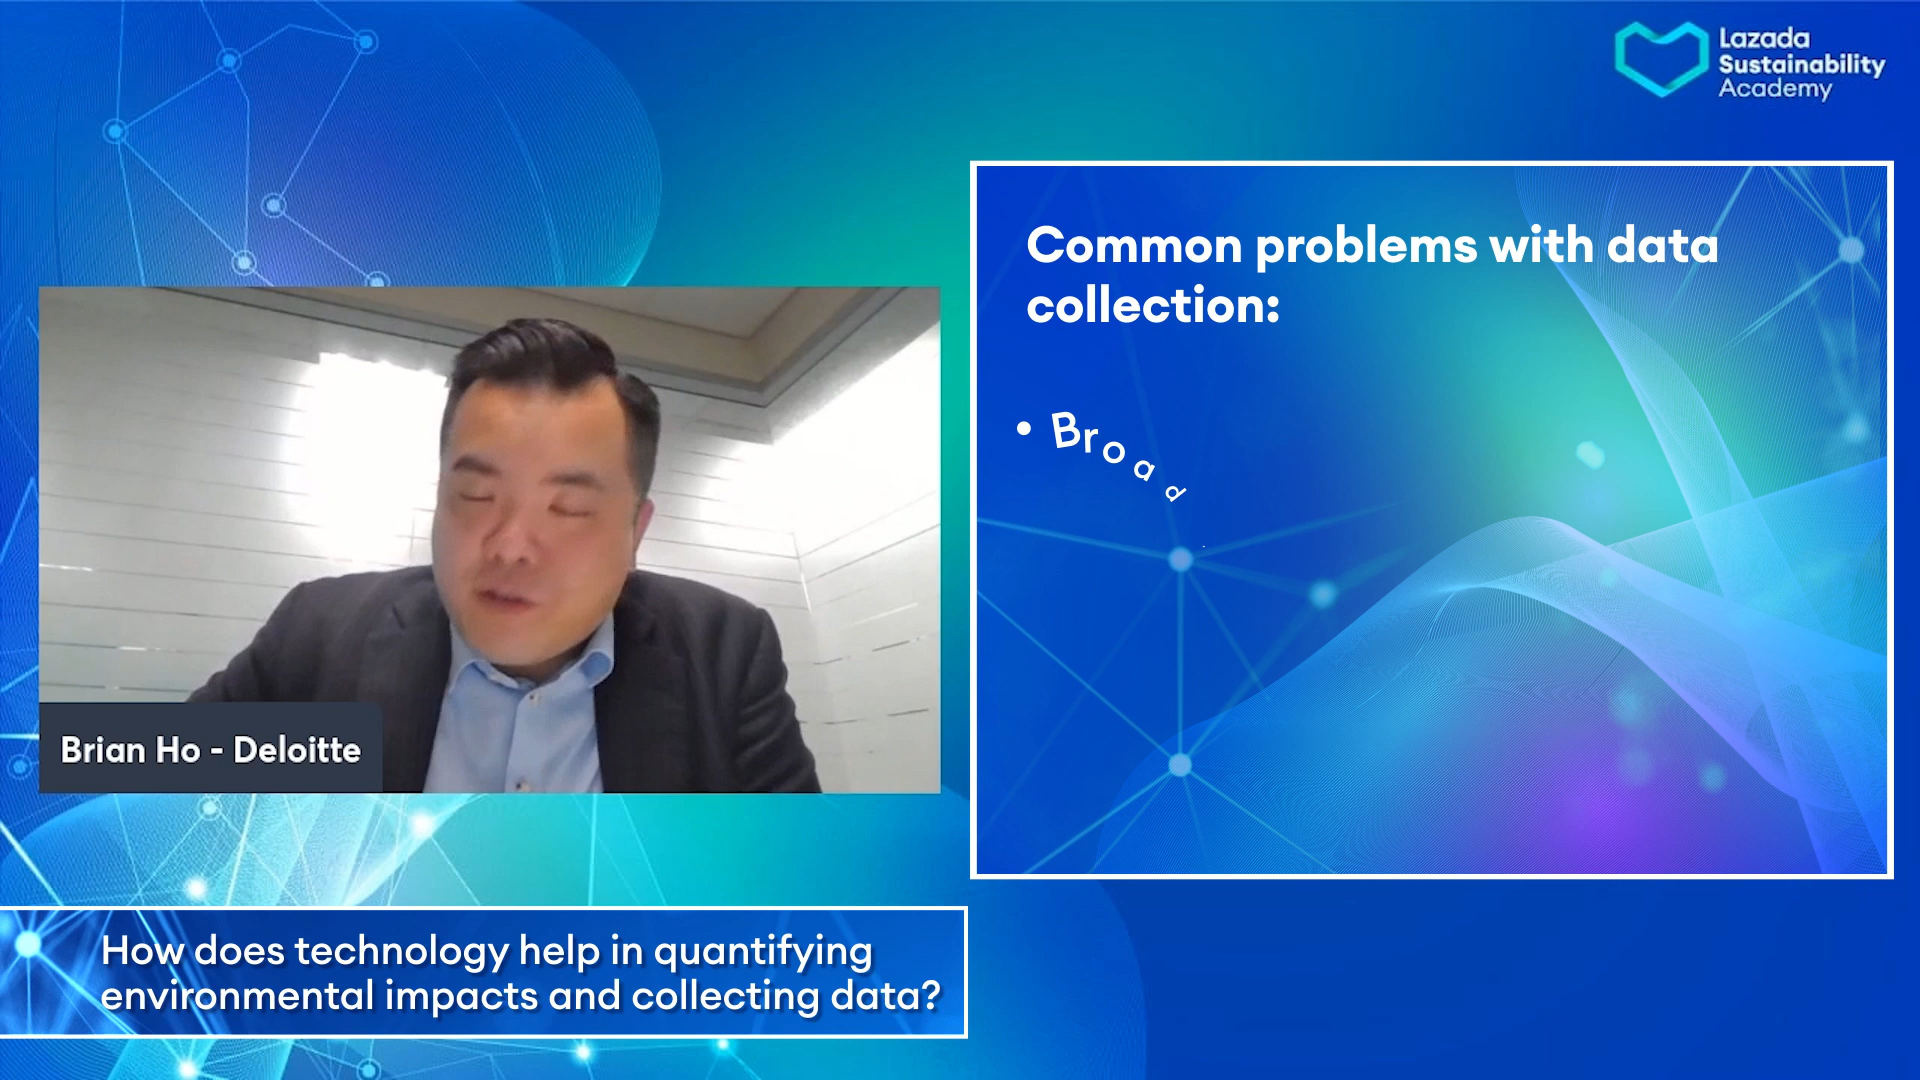 Lazada
Sustainability
Academy
Common problems with data
collection:
• Broad
Brian Ho - Deloitte
How does technology help in quantifying
environmental impacts and collecting data?